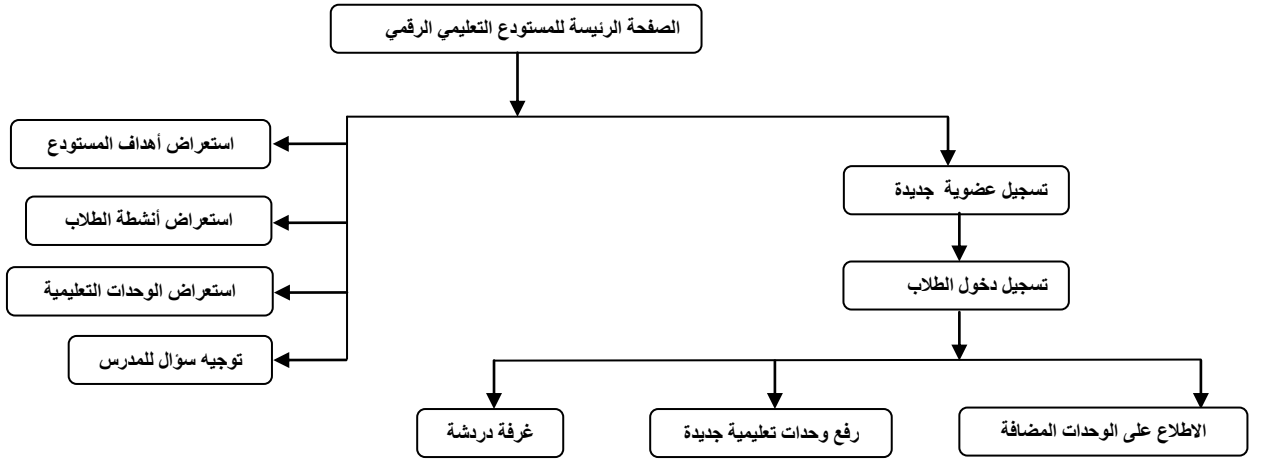 الصفحة الرئيسة للمستودع التعليمي الرقمي
تسجيل عضوية جديدة
تسجيل دخول الطلاب
الاطلاع على الوحدات المضافة
رفع وحدات تعليمية جديدة
غرفة دردشة
استعراض أهداف المستودع
استعراض أنشطة الطلاب
استعراض الوحدات التعليمية
توجيه سؤال للمدرس